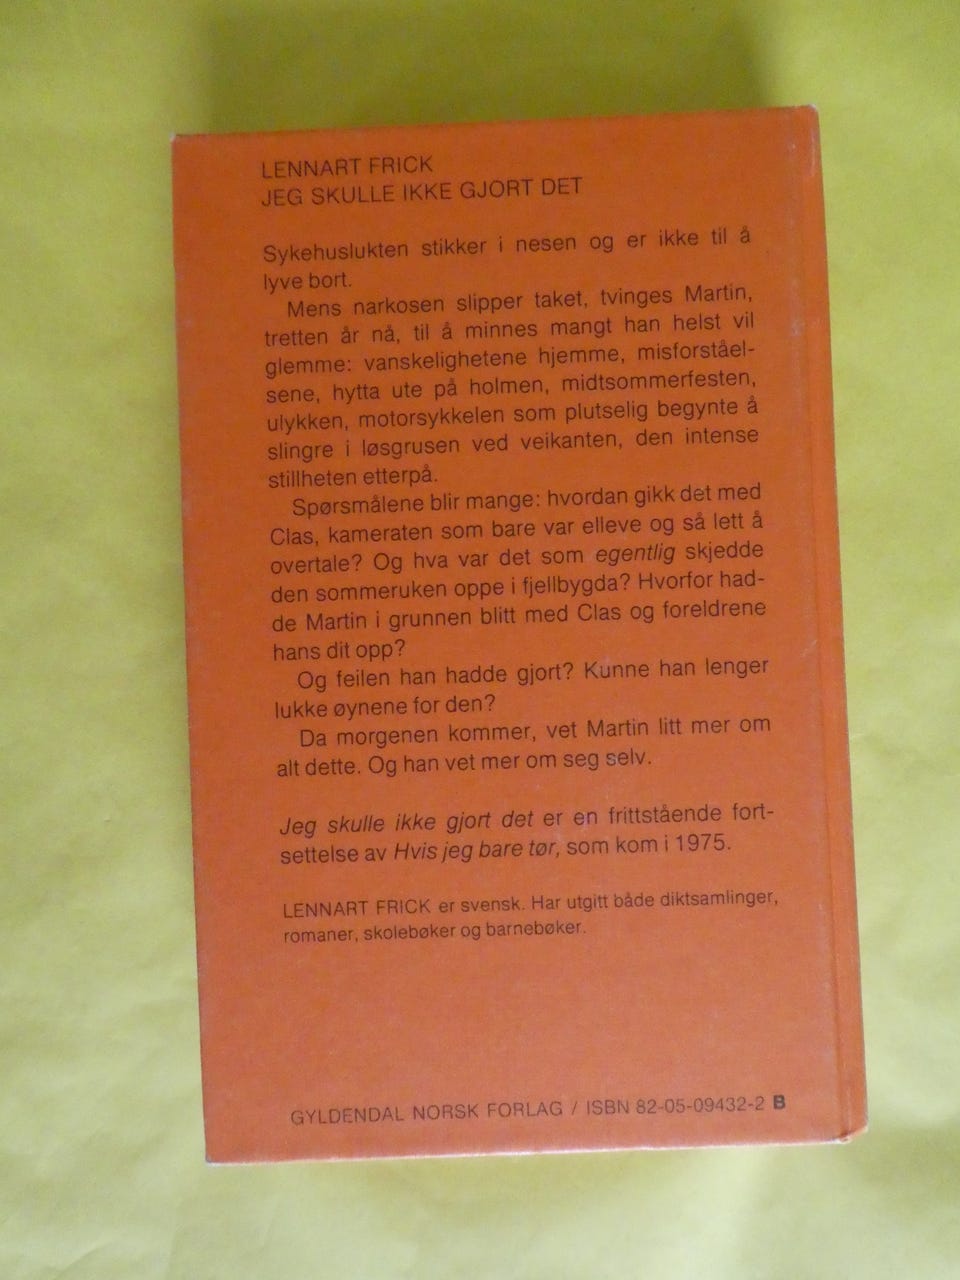 LENNART FRICK
JEG SKULLE IKKE GJORT DET
Sykehuslukten stikker i nesen og er ikke til å
lyve bort.
Mens narkosen slipper taket, tvinges Martin,
tretten år nå, til å minnes mangt han helst vil
glemme: vanskelighetene hjemme, misforståel-
sene, hytta ute på holmen, midtsommerfesten,
ulykken, motorsykkelen som plutselig begynte å
slingre i løsgrusen ved veikanten, den intense
stillheten etterpå.
Spørsmålene blir mange: hvordan gikk det med
Clas, kameraten som bare var elleve og så lett å
overtale? Og hva var det som egentlig skjedde
den sommeruken oppe i fjellbygda? Hvorfor had-
de Martin i grunnen blitt med Clas og foreldrene
hans dit opp?
Og feilen han hadde gjort? Kunne han lenger
lukke øynene for den?
Da morgenen kommer, vet Martin litt mer om
alt dette. Og han vet mer om seg selv.
Jeg skulle ikke gjort det er en frittstående fort-
settelse av Hvis jeg bare tør, som kom i 1975.
LENNART FRICK er svensk. Har utgitt både diktsamlinger,
romaner, skolebøker og barnebøker.
GYLDENDAL NORSK FORLAG / ISBN 82-05-09432-2 B